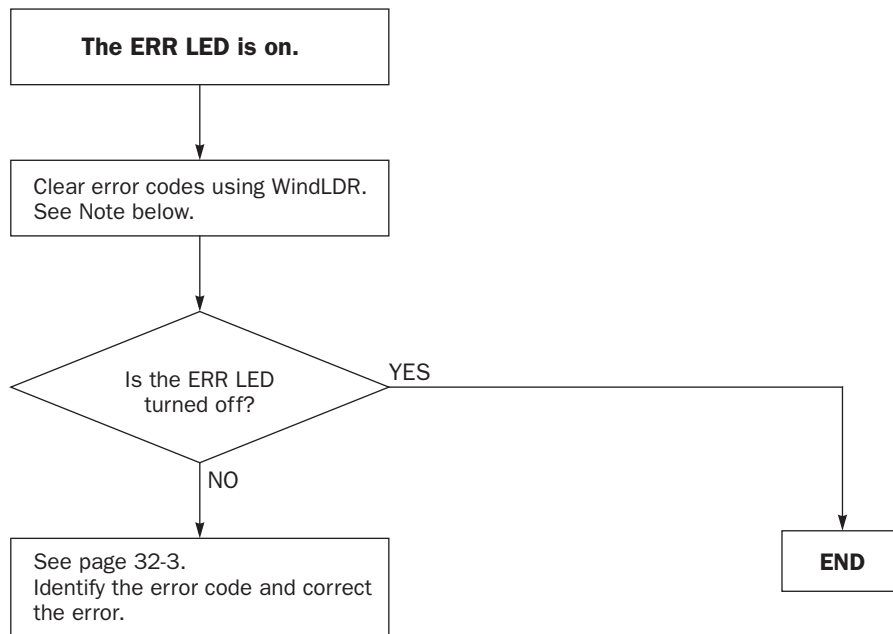 The ERR LED is on.
Clear error codes using WindLDR.
See Note below.
Is the ERR LED
turned off?
YES
NO
See page 32-3.
Identify the error code and correct
the error.
END